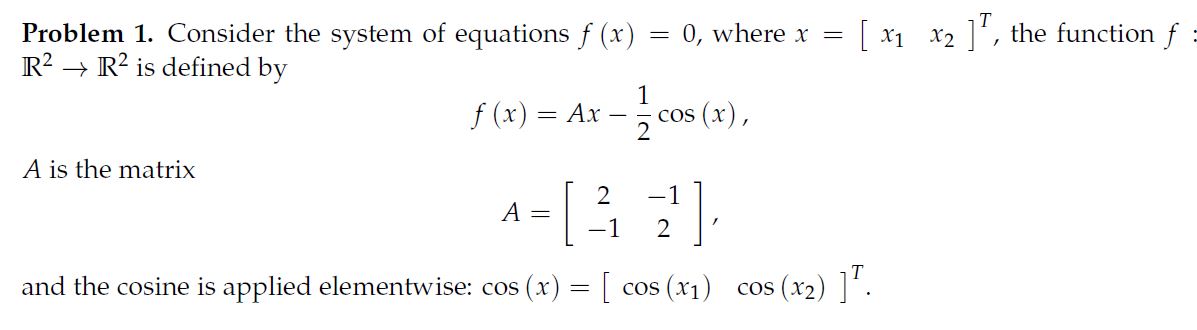 Problem 1. Consider the system of equations f (x) = 0, where x = [ x₁ x₂ ]ᵀ, the function f :
ℝ² → ℝ² is defined by
f (x) = Ax − 1/2 cos (x) ,
A is the matrix
A = [ 2 −1
−1 2 ] ,
and the cosine is applied elementwise: cos (x) = [ cos (x₁) cos (x₂) ]ᵀ.